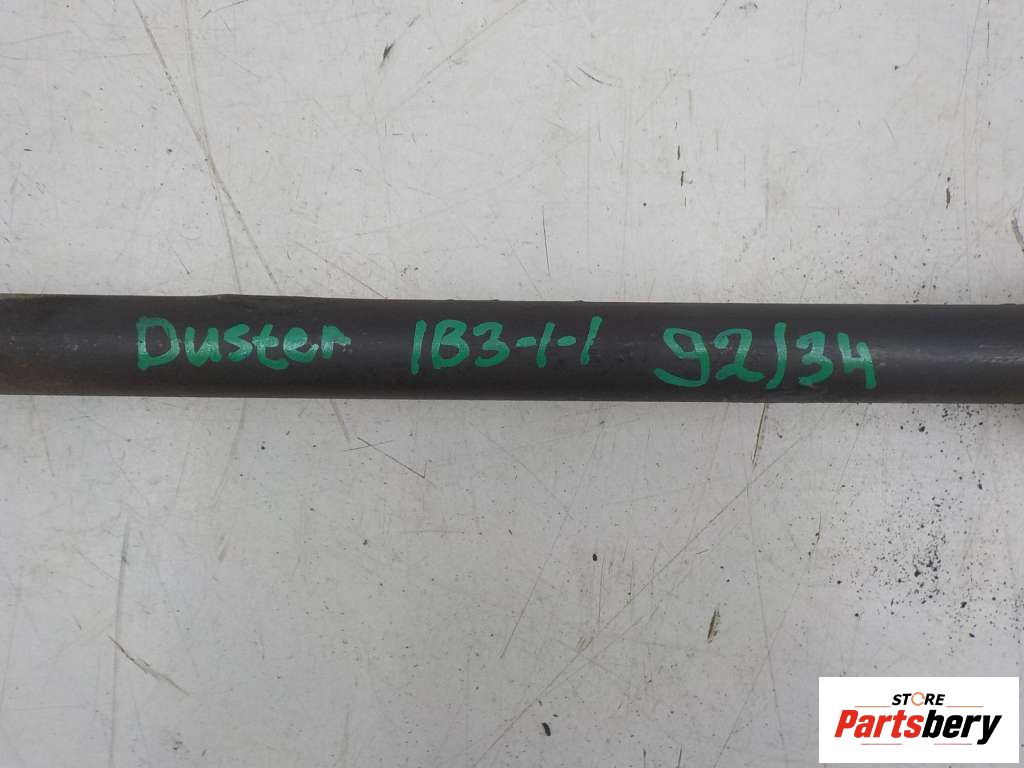 Duster 1B3-1-1 92/34
STORE
Partsbery